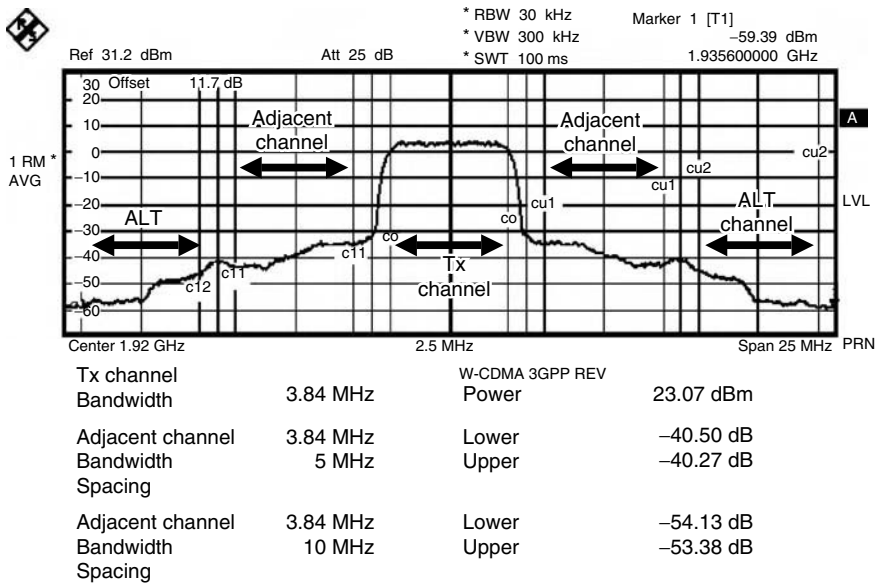 * RBW 30 kHz
Marker 1 [T1]
* VBW 300 kHz
–59.39 dBm
Ref 31.2 dBm
Att 25 dB
* SWT 100 ms
1.935600000 GHz
30 Offset 11.7 dB
20
10
0
–10
–20
–30
–40
–50
–60
1 RM *
AVG
Adjacent
channel
Adjacent
channel
A
LVL
PRN
cu2
cu2
cu1
cu1
co
co
c11
c11
c12
ALT
ALT
channel
Tx
channel
Center 1.92 GHz
2.5 MHz
Span 25 MHz
Tx channel
Bandwidth 3.84 MHz
W-CDMA 3GPP REV
Power 23.07 dBm
Adjacent channel 3.84 MHz Lower –40.50 dB
Bandwidth 5 MHz Upper –40.27 dB
Spacing
Adjacent channel 3.84 MHz Lower –54.13 dB
Bandwidth 10 MHz Upper –53.38 dB
Spacing